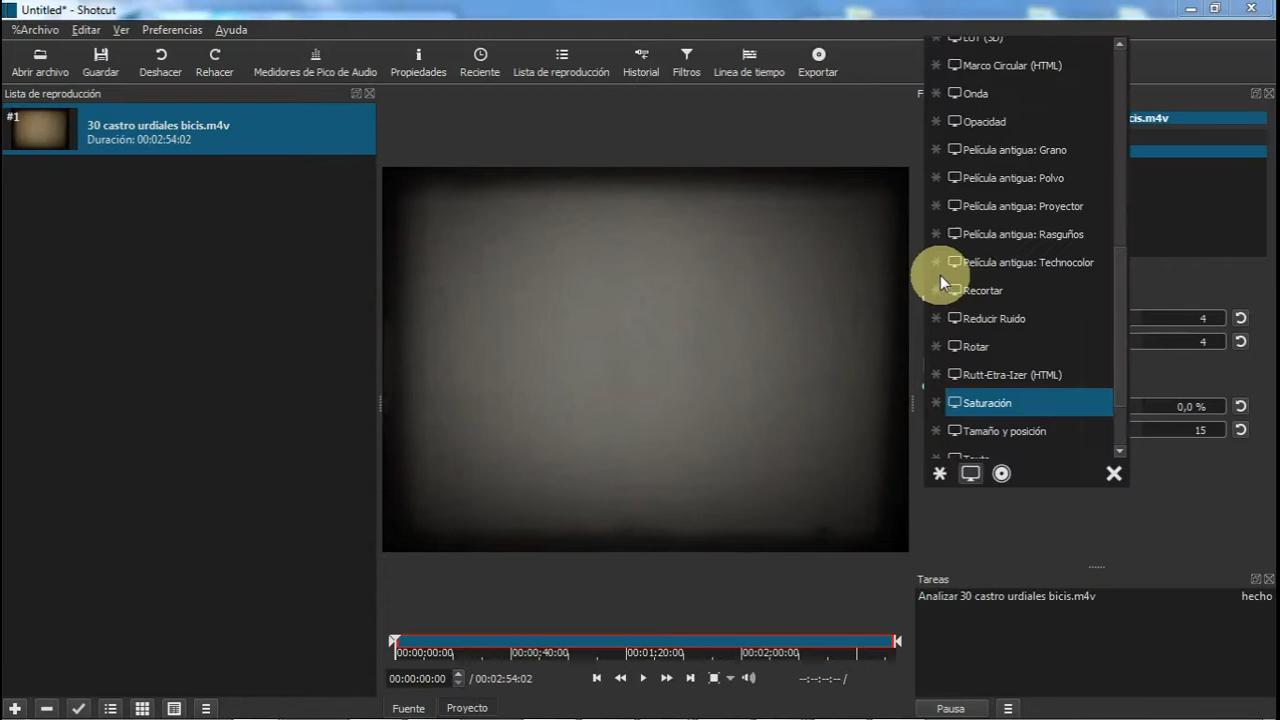 Untitled* - Shotcut
%Archivo Editar Ver Preferencias Ayuda
Abrir archivo Guardar Deshacer Rehacer Medidores de Pico de Audio Propiedades Reciente Lista de reproducción Historial Filtros Linea de tiempo Exportar
Lista de reproducción
#1
30 castro urdiales bicis.m4v
Duración: 00:02:54:02
F
cis.m4v
LUT (3D)
Marco Circular (HTML)
Onda
Opacidad
Película antigua: Grano
Película antigua: Polvo
Película antigua: Proyector
Película antigua: Rasguños
Película antigua: Technocolor
Recortar
Reducir Ruido
Rotar
Rutt-Etra-Izer (HTML)
Saturación
Tamaño y posición
4
4
0,0 %
15
Tareas
Analizar 30 castro urdiales bicis.m4v hecho
00:00;00:00 00:00;40:00 00:01;20:00 00:02;00:00
00:00:00:00 / 00:02:54:02 --:--:--:-- /
Fuente Proyecto
Pausa